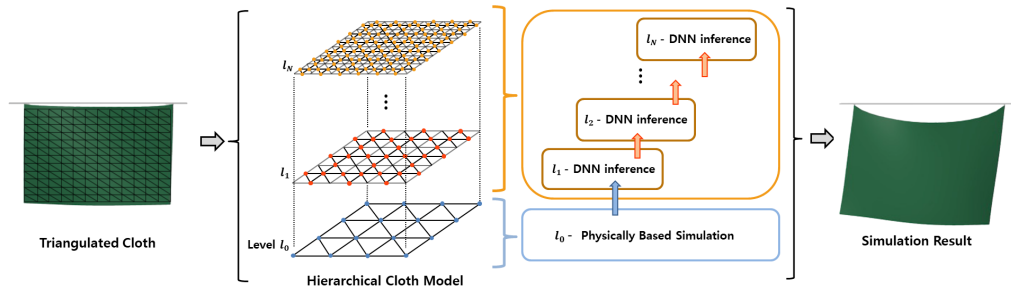 l_N
l_1
Level l_0
l_N - DNN inference
l_2 - DNN inference
l_1 - DNN inference
l_0 - Physically Based Simulation
Triangulated Cloth
Hierarchical Cloth Model
Simulation Result